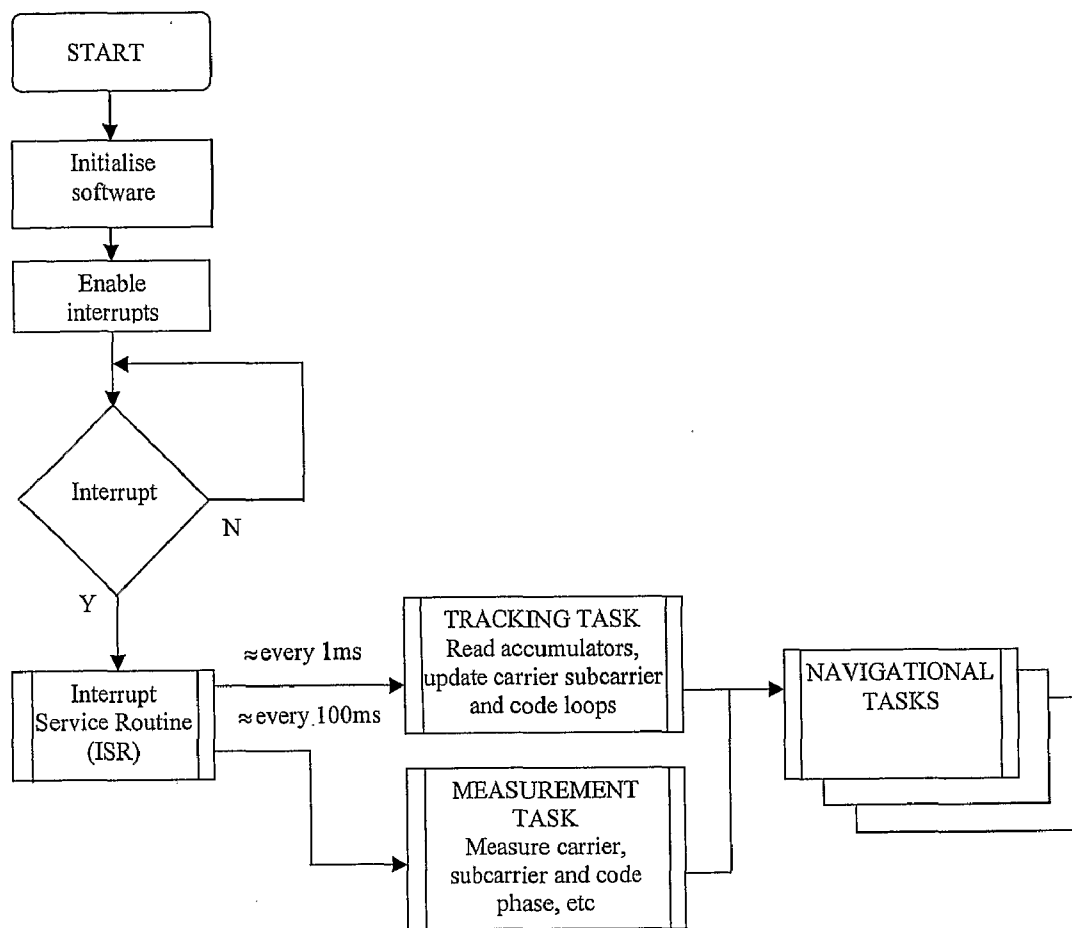 START
Initialise
software
Enable
interrupts
Interrupt
N
Y
Interrupt
Service Routine
(ISR)
≈every 1ms
≈every 100ms
TRACKING TASK
Read accumulators,
update carrier subcarrier
and code loops
MEASUREMENT
TASK
Measure carrier,
subcarrier and code
phase, etc
NAVIGATIONAL
TASKS